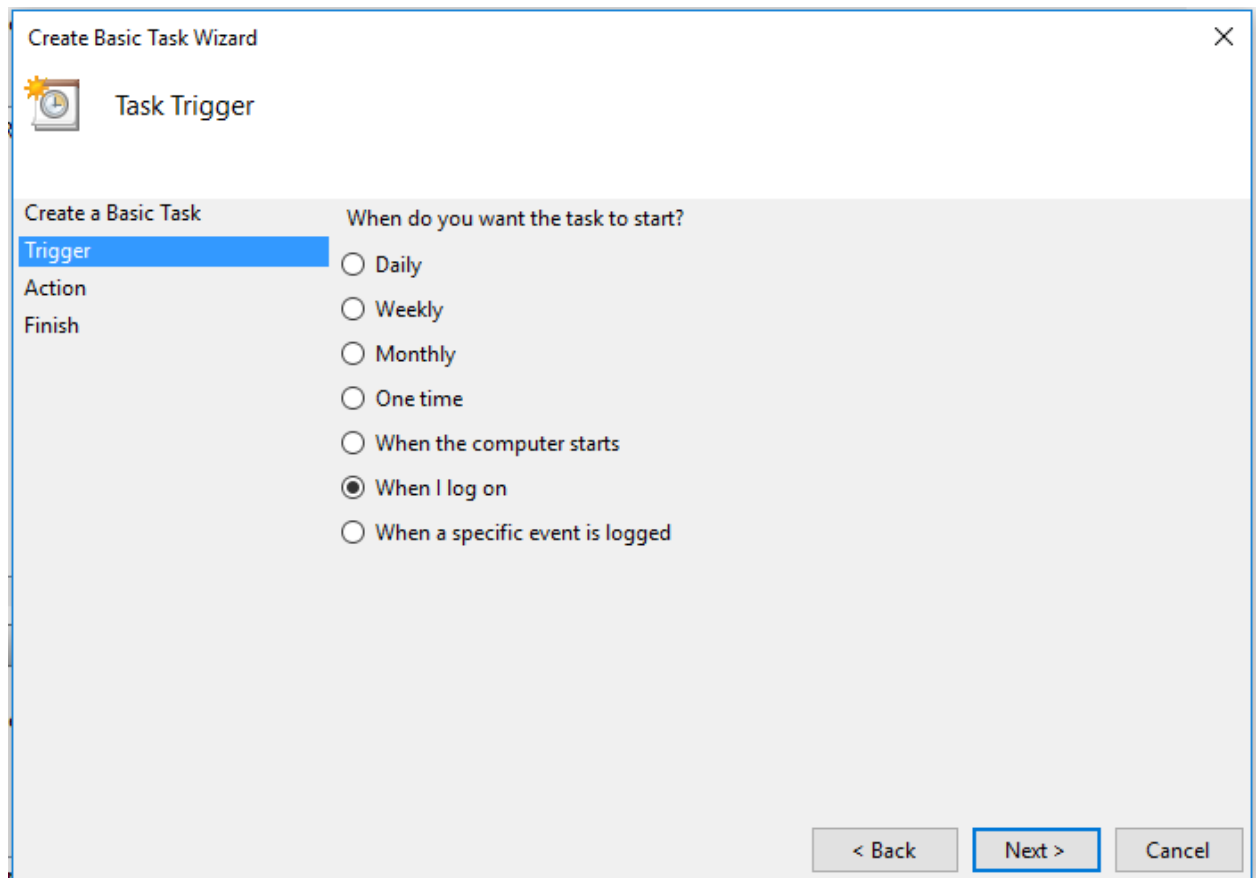 Create Basic Task Wizard
Task Trigger
Create a Basic Task
Trigger
Action
Finish
When do you want the task to start?
Daily
Weekly
Monthly
One time
When the computer starts
When I log on
When a specific event is logged
< Back
Next >
Cancel